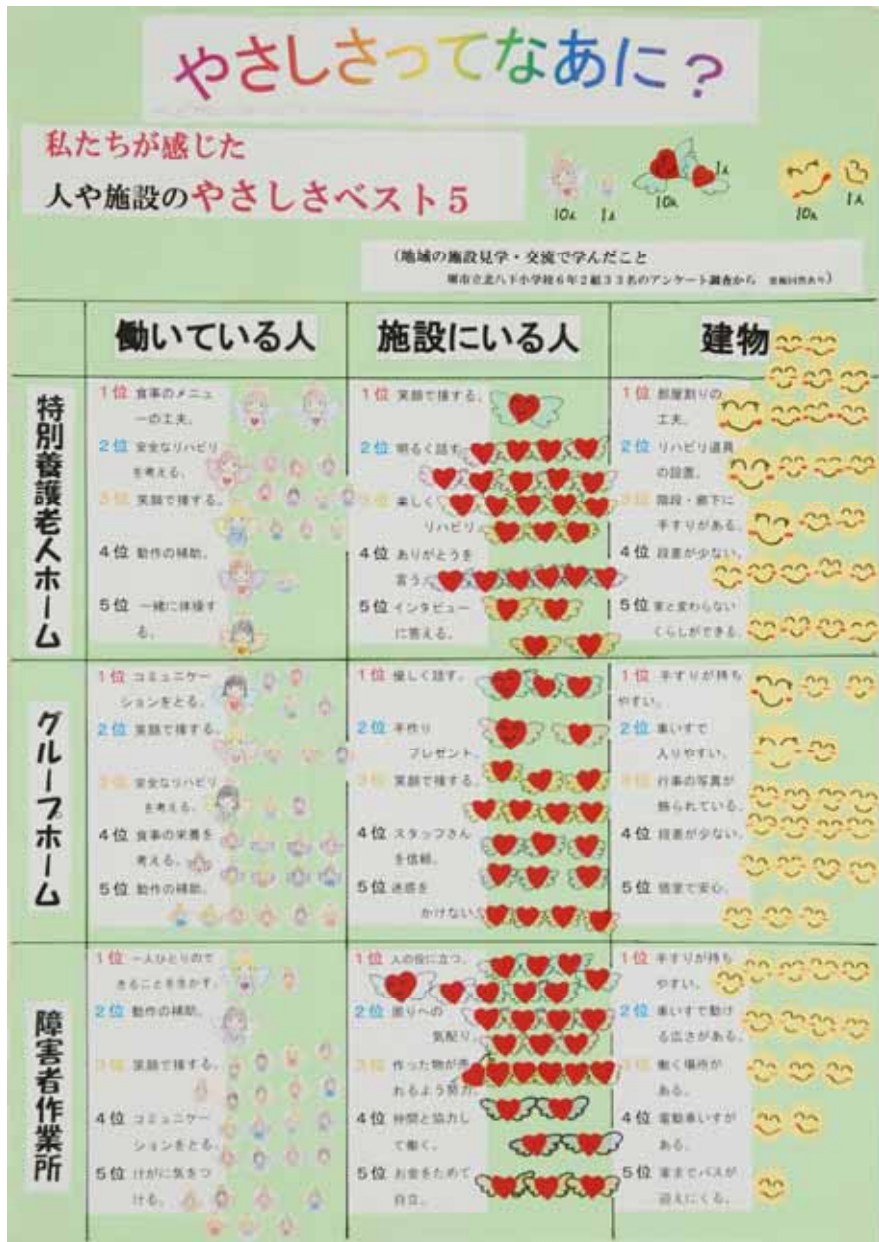 やさしさってなあに？
私たちが感じた
人や施設のやさしさベスト５
10人 1人
10人 1人
10人 1人
(地域の施設見学・交流で学んだこと
堺市立北八下小学校６年２組３３名のアンケート調査から 複数回答あり)
働いている人
施設にいる人
建物
特別養護老人ホーム
1位 食事のメニュ
ーの工夫。
2位 安全なリハビリ
を考える。
3位 笑顔で接する。
4位 動作の補助。
5位 一緒に体操す
る。
1位 笑顔で接する。
2位 明るく話す
3位 楽しく
リハビリ。
4位 ありがとうを
言う。
5位 インタビュー
に答える。
1位 部屋割りの
工夫。
2位 リハビリ道具
の設置。
3位 階段・廊下に
手すりがある。
4位 段差が少ない。
5位 家と変わらない
くらしができる。
グループホーム
1位 コミュニケー
ションをとる。
2位 笑顔で接する。
3位 安全なリハビリ
を考える。
4位 食事の栄養を
考える。
5位 動作の補助。
1位 優しく話す。
2位 手作り
プレゼント。
3位 笑顔で接する。
4位 スタッフさん
を信頼。
5位 迷惑を
かけない。
1位 手すりが持ち
やすい。
2位 車いすで
入りやすい。
3位 行事の写真が
飾られている。
4位 段差が少ない。
5位 個室で安心。
障害者作業所
1位 一人ひとりので
きることを生かす。
2位 動作の補助。
3位 笑顔で接する。
4位 コミュニケー
ションをとる。
5位 けがに気をつ
ける。
1位 人の役に立つ。
2位 周りへの
気配り。
3位 作った物が売
れるよう努力。
4位 仲間と協力し
て働く。
5位 お金をためて
自立。
1位 手すりが持ち
やすい。
2位 車いすで動け
る広さがある。
3位 働く場所が
ある。
4位 電動車いすが
ある。
5位 家までバスが
迎えにくる。